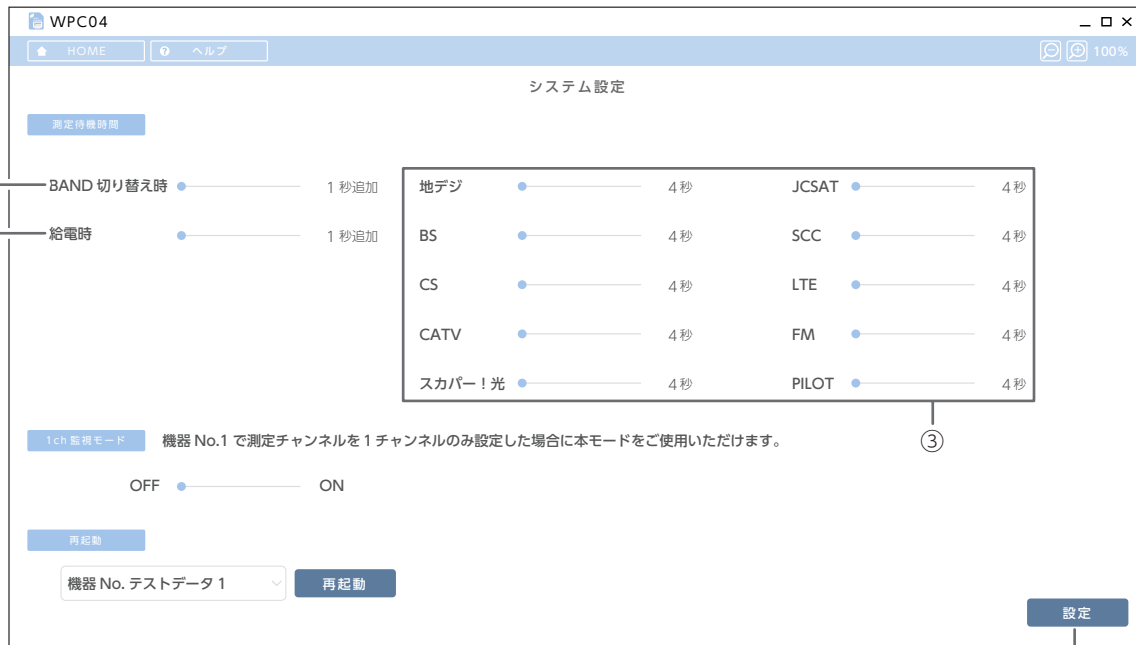 WPC04
HOME ヘルプ 100%
システム設定
測定待機時間
BAND 切り替え時 1 秒追加
給電時 1 秒追加
地デジ 4 秒 JCSAT 4 秒
BS 4 秒 SCC 4 秒
CS 4 秒 LTE 4 秒
CATV 4 秒 FM 4 秒
スカパー！光 4 秒 PILOT 4 秒
③
1ch 監視モード 機器 No.1 で測定チャンネルを 1 チャンネルのみ設定した場合に本モードをご使用いただけます。
OFF ON
再起動
機器 No. テストデータ 1 再起動
設定